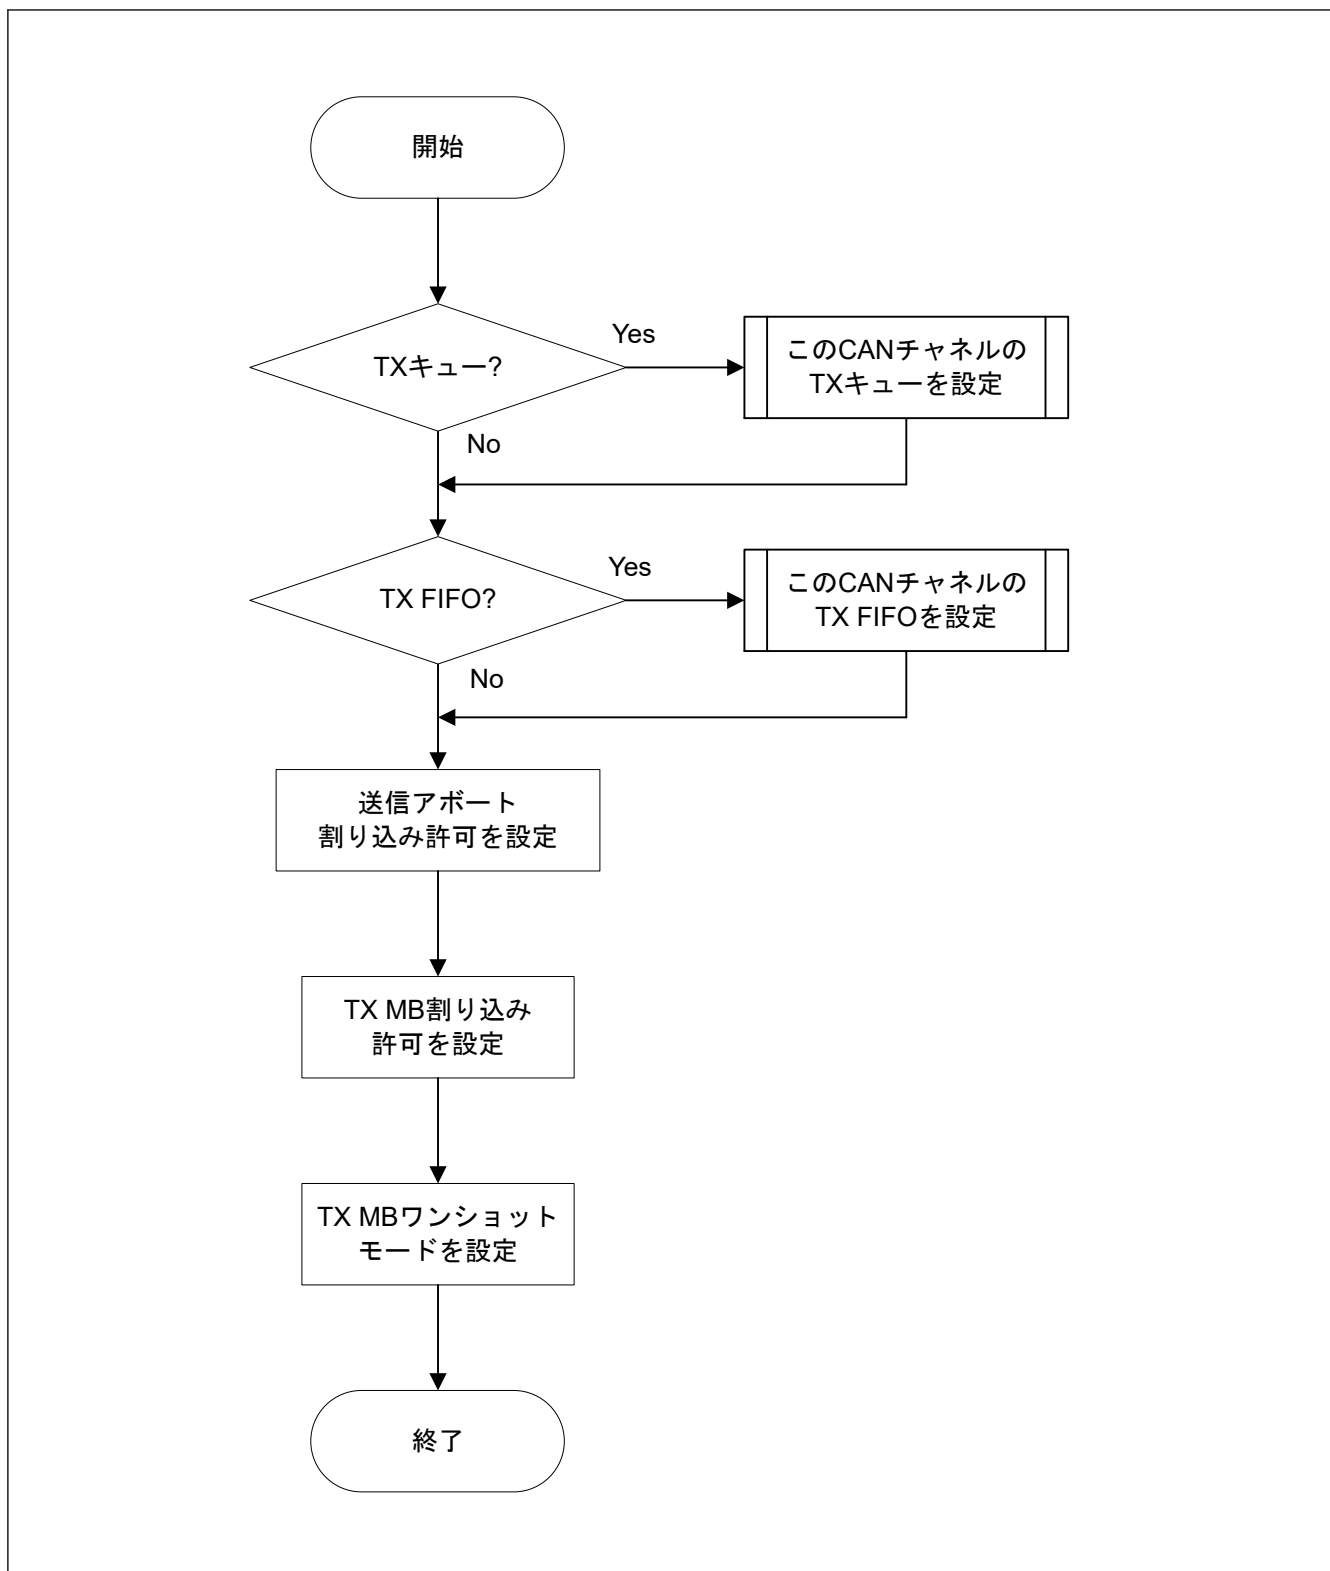 開始
TXキュー?
Yes
このCANチャネルの
TXキューを設定
No
TX FIFO?
Yes
このCANチャネルの
TX FIFOを設定
No
送信アボート
割り込み許可を設定
TX MB割り込み
許可を設定
TX MBワンショット
モードを設定
終了